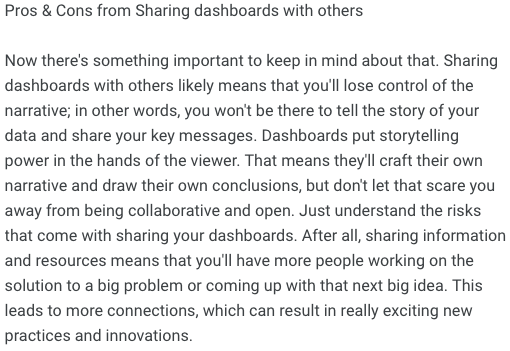 Pros & Cons from Sharing dashboards with others
Now there's something important to keep in mind about that. Sharing
dashboards with others likely means that you'll lose control of the
narrative; in other words, you won't be there to tell the story of your
data and share your key messages. Dashboards put storytelling
power in the hands of the viewer. That means they'll craft their own
narrative and draw their own conclusions, but don't let that scare you
away from being collaborative and open. Just understand the risks
that come with sharing your dashboards. After all, sharing information
and resources means that you'll have more people working on the
solution to a big problem or coming up with that next big idea. This
leads to more connections, which can result in really exciting new
practices and innovations.